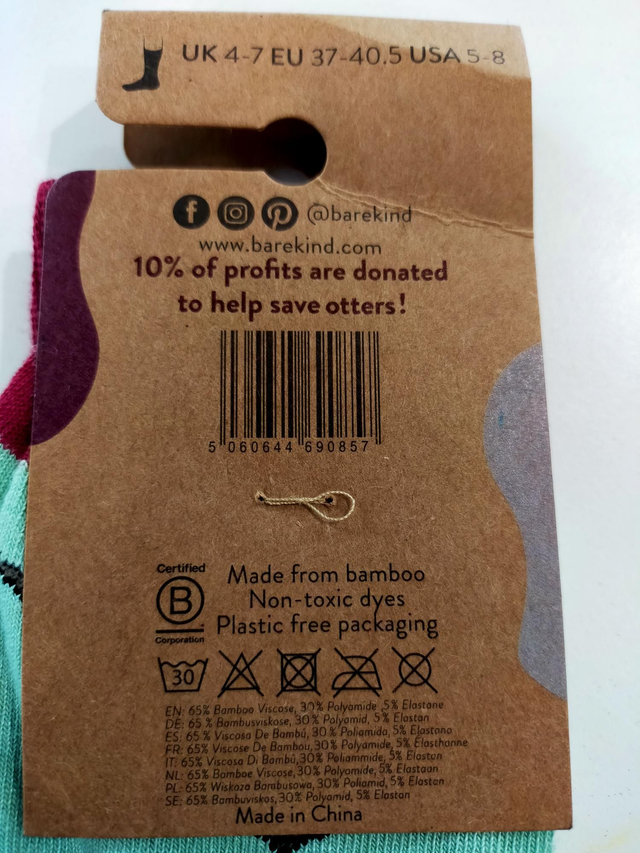 UK 4-7 EU 37-40.5 USA 5-8
@barekind
www.barekind.com
10% of profits are donated
to help save otters!
5 060644 690857
Certified
B
Corporation
Made from bamboo
Non-toxic dyes
Plastic free packaging
30
EN: 65% Bamboo Viscose, 30% Polyamide ,5% Elastane
DE: 65 % Bambusviskose, 30% Polyamid, 5% Elastan
ES: 65 % Viscosa De Bambú, 30% Poliamida, 5% Elastano
FR: 65% Viscose De Bambou, 30% Polyamide, 5% Élasthanne
IT: 65% Viscosa Di Bambù,30% Poliammide, 5% Elastan
NL: 65% Bamboe Viscose, 30% Polyamide, 5% Elastaan
PL: 65% Wiskoza Bambusowa, 30% Poliamid, 5% Elastan
SE: 65% Bambuviskos,30% Polyamid, 5% Elastan
Made in China